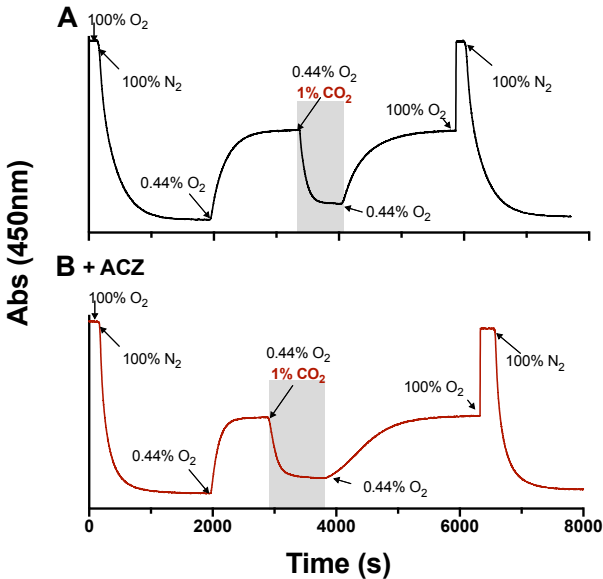 A
100% O2
100% N2
0.44% O2
0.44% O2
1% CO2
0.44% O2
100% O2
100% N2
Abs (450nm)
B + ACZ
100% O2
100% N2
0.44% O2
0.44% O2
1% CO2
0.44% O2
100% O2
100% N2
0 2000 4000 6000 8000
Time (s)